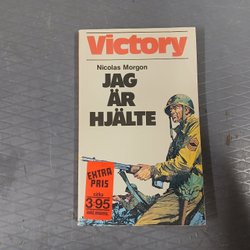 Victory
Nicolas Morgon
JAG
ÄR
HJÄLTE
EXTRA
PRIS
3:95